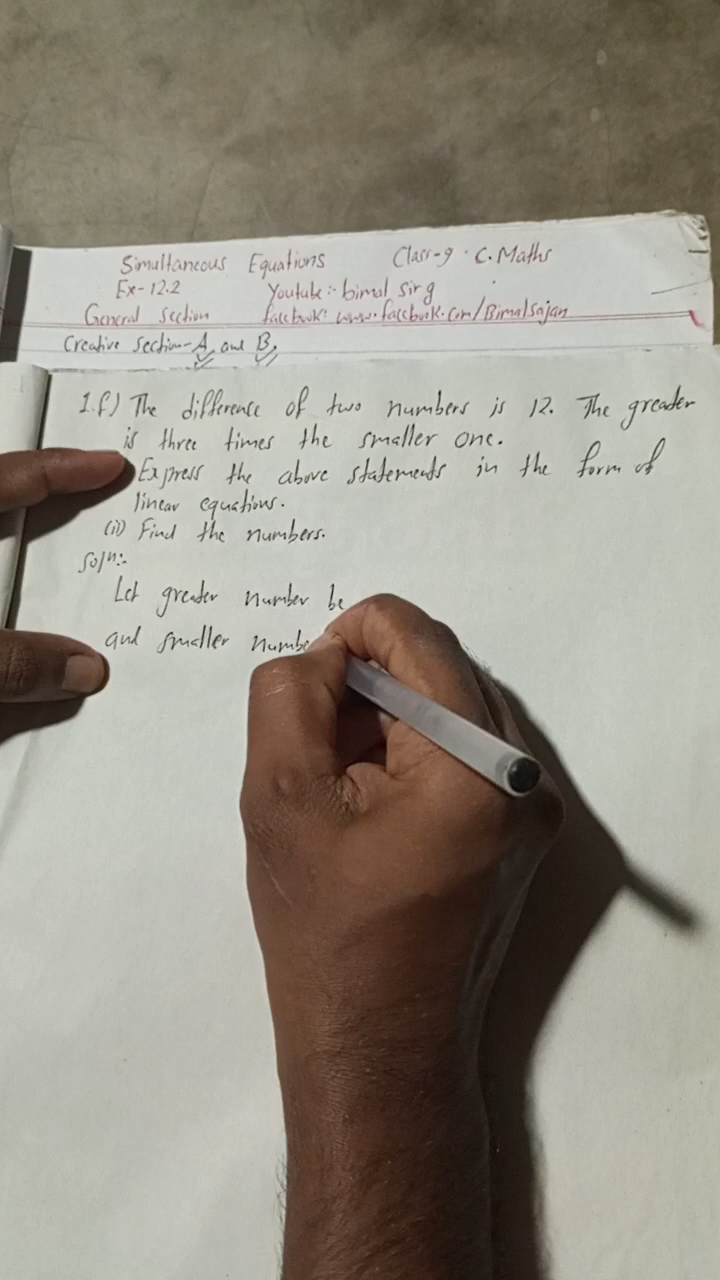 Simultaneous Equations Class-9 C. Maths
Ex-12.2 Youtube:- bimal sir g
General section facebook: www.facebook.com/Bimalsajan
Creative section-A and B
1.f) The difference of two numbers is 12. The greater
is three times the smaller one.
Express the above statements in the form of
linear equations.
(ii) Find the numbers.
Soln:-
Let greater number be
and smaller numbe